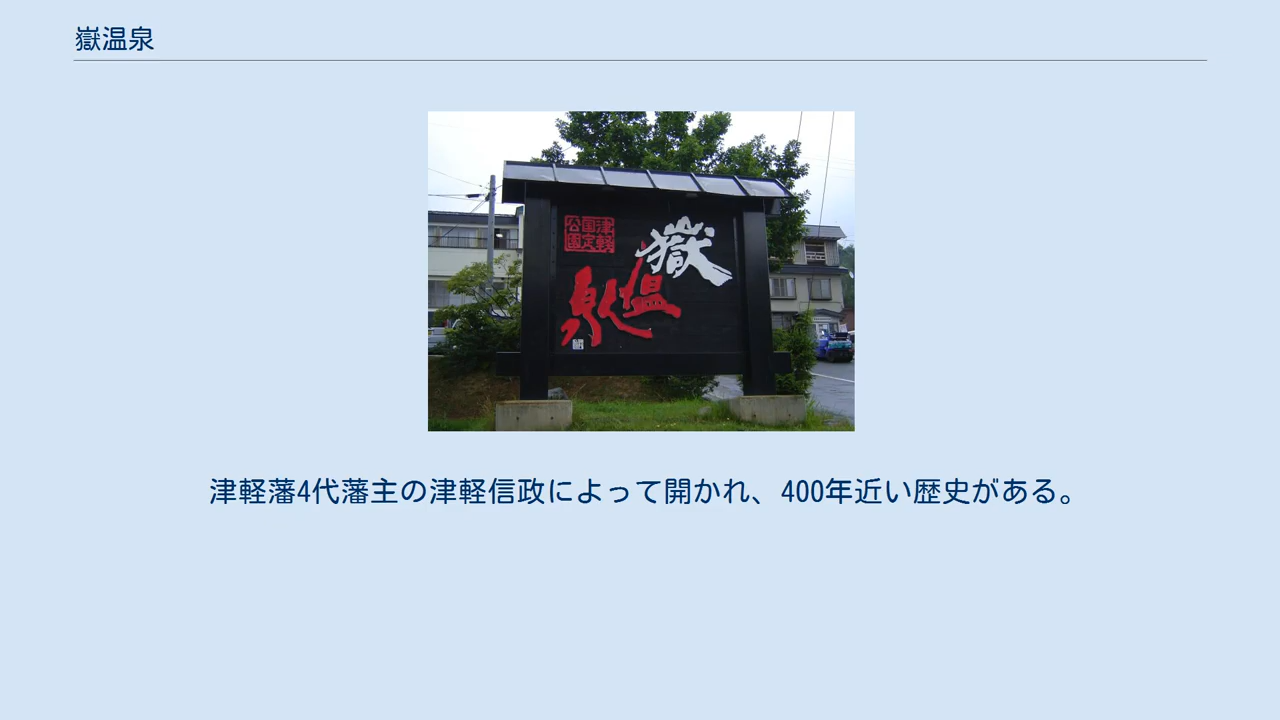 嶽温泉
津軽
国定
公園
嶽
温
泉
津軽藩4代藩主の津軽信政によって開かれ、400年近い歴史がある。